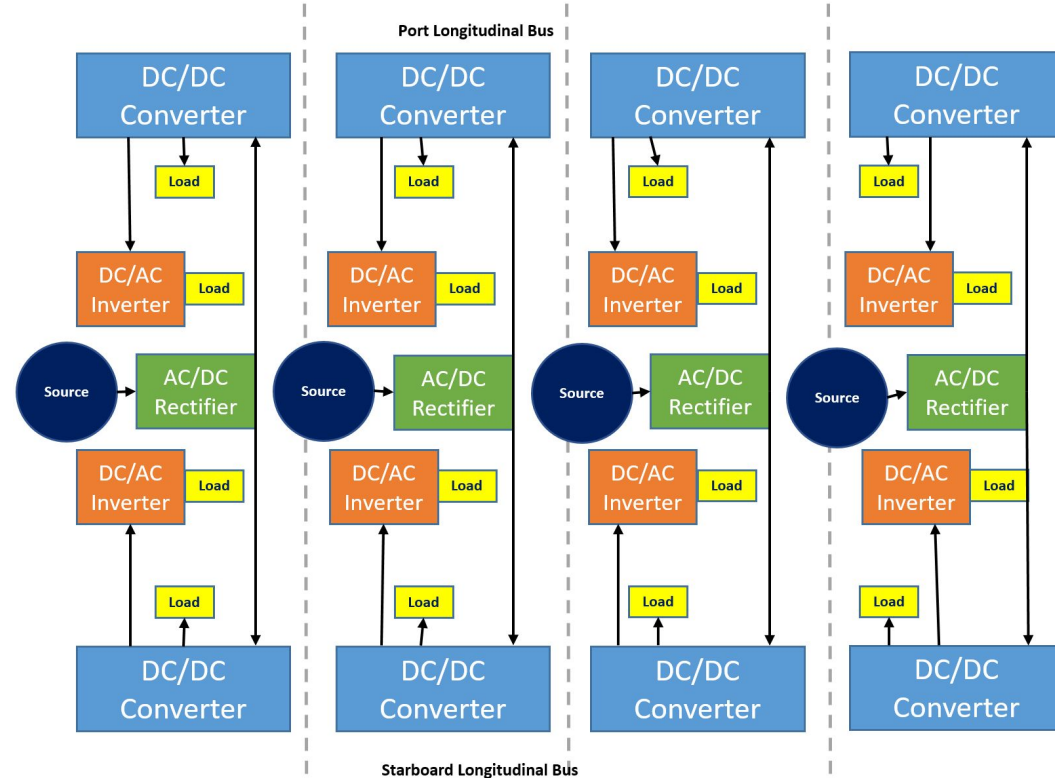 Port Longitudinal Bus
DC/DC
Converter
DC/DC
Converter
DC/DC
Converter
DC/DC
Converter
Load
Load
Load
Load
DC/AC
Inverter
Load
DC/AC
Inverter
Load
DC/AC
Inverter
Load
DC/AC
Inverter
Load
Source
AC/DC
Rectifier
Source
AC/DC
Rectifier
Source
AC/DC
Rectifier
Source
AC/DC
Rectifier
DC/AC
Inverter
Load
DC/AC
Inverter
Load
DC/AC
Inverter
Load
DC/AC
Inverter
Load
Load
Load
Load
Load
DC/DC
Converter
DC/DC
Converter
DC/DC
Converter
DC/DC
Converter
Starboard Longitudinal Bus